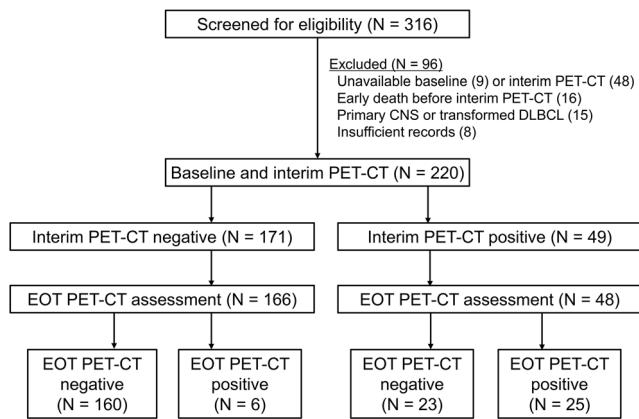 Screened for eligibility (N = 316)
Excluded (N = 96)
Unavailable baseline (9) or interim PET-CT (48)
Early death before interim PET-CT (16)
Primary CNS or transformed DLBCL (15)
Insufficient records (8)
Baseline and interim PET-CT (N = 220)
Interim PET-CT negative (N = 171)
Interim PET-CT positive (N = 49)
EOT PET-CT assessment (N = 166)
EOT PET-CT assessment (N = 48)
EOT PET-CT
negative
(N = 160)
EOT PET-CT
positive
(N = 6)
EOT PET-CT
negative
(N = 23)
EOT PET-CT
positive
(N = 25)